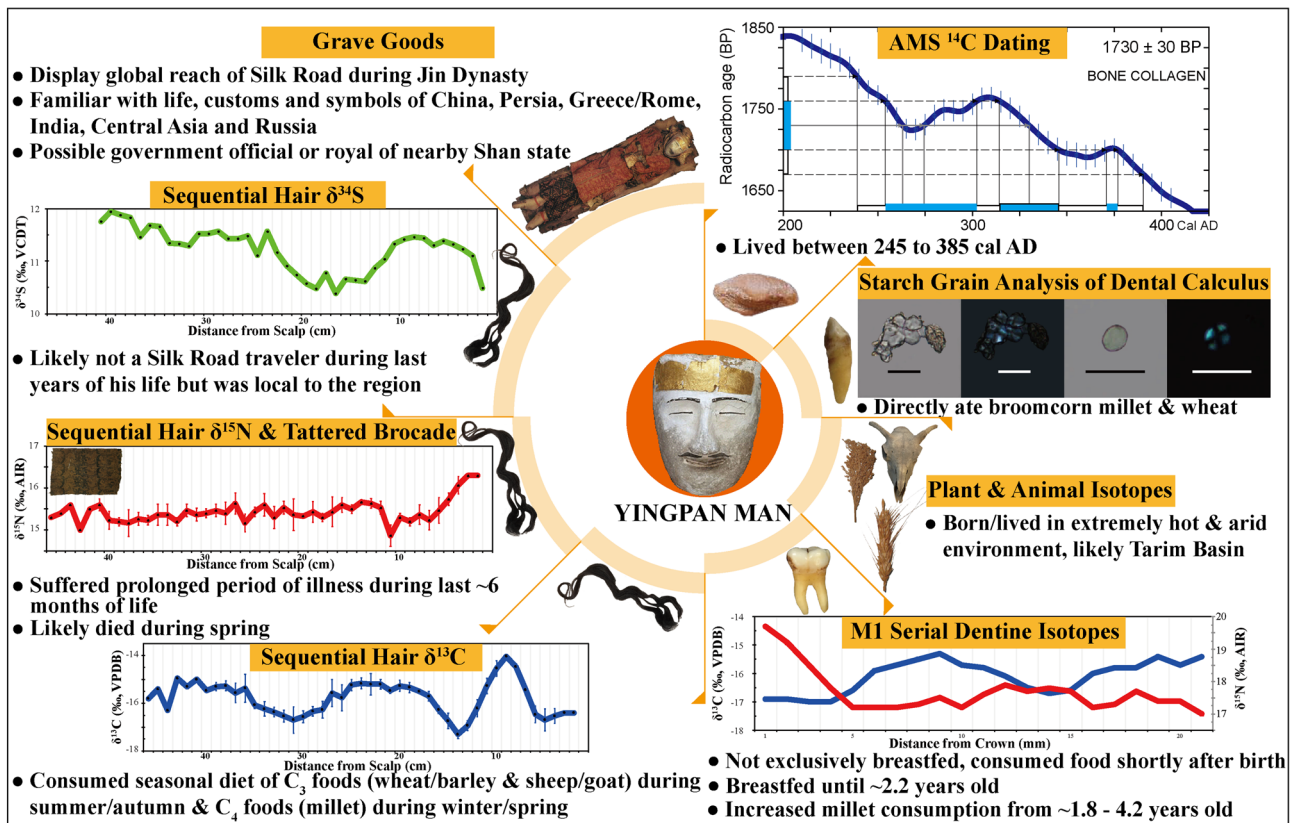 Grave Goods
● Display global reach of Silk Road during Jin Dynasty
● Familiar with life, customs and symbols of China, Persia, Greece/Rome,
India, Central Asia and Russia
● Possible government official or royal of nearby Shan state
Sequential Hair δ³⁴S
δ³⁴S (‰, VCDT)
12
11
10
40
30
20
10
Distance from Scalp (cm)
● Likely not a Silk Road traveler during last
years of his life but was local to the region
Sequential Hair δ¹⁵N & Tattered Brocade
δ¹⁵N (‰, AIR)
17
16
15
40
30
20
10
Distance from Scalp (cm)
● Suffered prolonged period of illness during last ~6
months of life
● Likely died during spring
Sequential Hair δ¹³C
δ¹³C (‰, VPDB)
-14
-16
-18
40
30
20
10
Distance from Scalp (cm)
● Consumed seasonal diet of C₃ foods (wheat/barley & sheep/goat) during
summer/autumn & C₄ foods (millet) during winter/spring
YINGPAN MAN
AMS ¹⁴C Dating
1730 ± 30 BP
BONE COLLAGEN
Radiocarbon age (BP)
1850
1750
1650
200
300
400
Cal AD
● Lived between 245 to 385 cal AD
Starch Grain Analysis of Dental Calculus
● Directly ate broomcorn millet & wheat
Plant & Animal Isotopes
● Born/lived in extremely hot & arid
environment, likely Tarim Basin
M1 Serial Dentine Isotopes
δ¹³C (‰, VPDB)
-14
-15
-16
-17
-18
δ¹⁵N (‰, AIR)
20
19
18
17
1
5
10
15
20
Distance from Crown (mm)
● Not exclusively breastfed, consumed food shortly after birth
● Breastfed until ~2.2 years old
● Increased millet consumption from ~1.8 - 4.2 years old